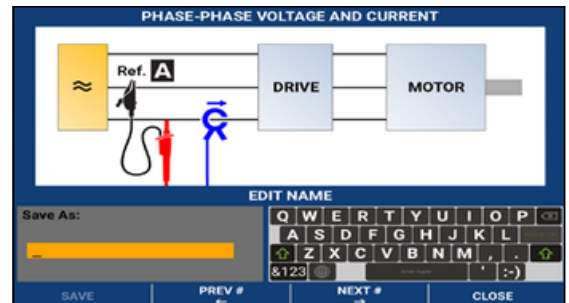 PHASE-PHASE VOLTAGE AND CURRENT
Ref. A
≈ DRIVE MOTOR
EDIT NAME
Save As:
_
Q W E R T Y U I O P
A S D F G H J K L
Z X C V B N M , .
&123 ' :-)
SAVE PREV # NEXT # CLOSE